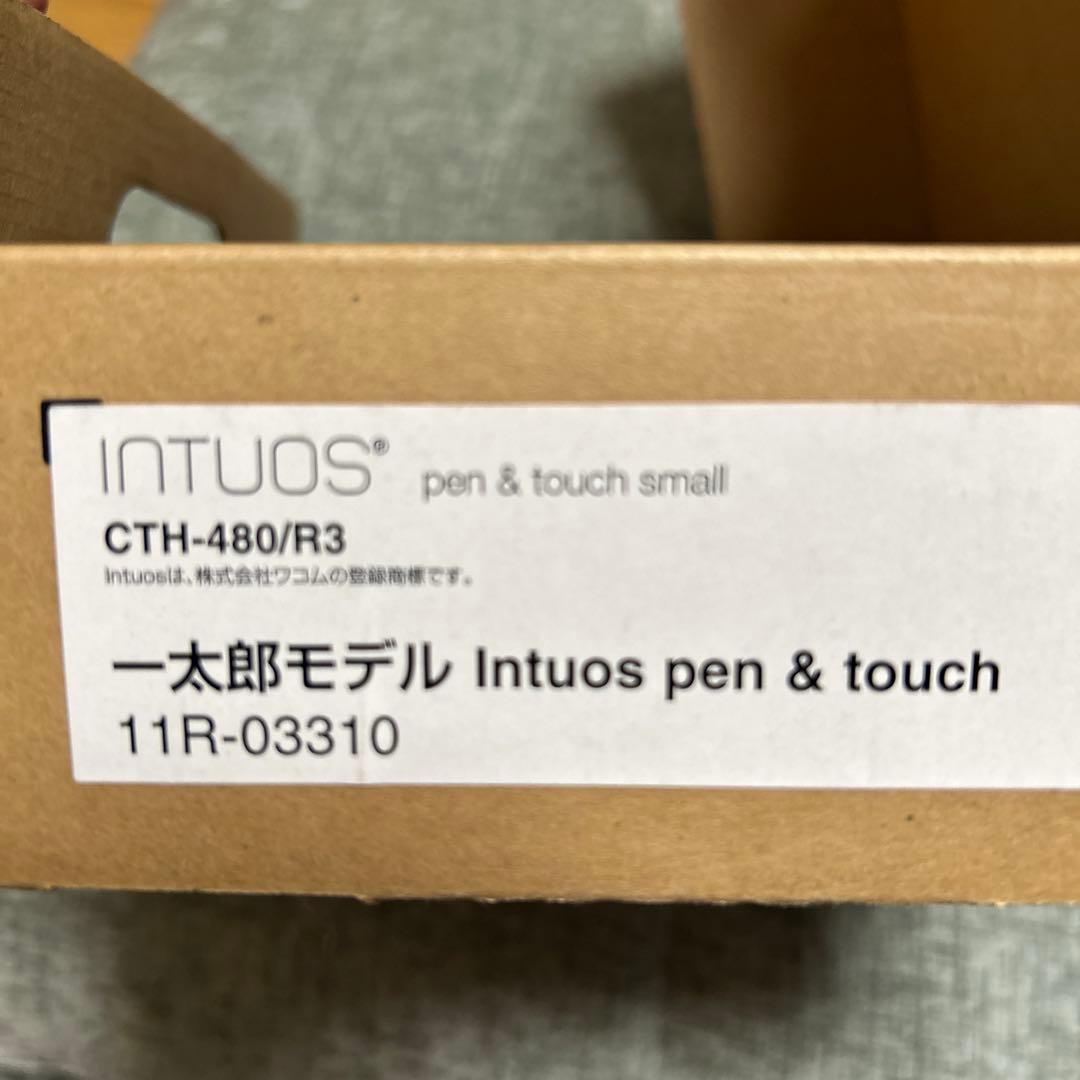 INTUOS® pen & touch small
CTH-480/R3
Intuosは、株式会社ワコムの登録商標です。
一太郎モデル Intuos pen & touch
11R-03310